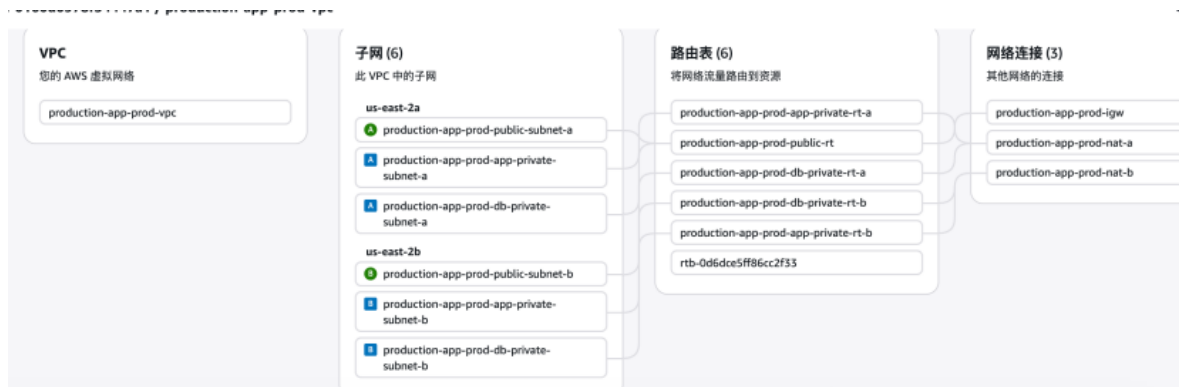 production-app-prod-vpc
VPC
您的 AWS 虚拟网络
production-app-prod-vpc
子网 (6)
此 VPC 中的子网
us-east-2a
A production-app-prod-public-subnet-a
A production-app-prod-app-private-
subnet-a
A production-app-prod-db-private-
subnet-a
us-east-2b
B production-app-prod-public-subnet-b
B production-app-prod-app-private-
subnet-b
B production-app-prod-db-private-
subnet-b
路由表 (6)
将网络流量路由到资源
production-app-prod-app-private-rt-a
production-app-prod-public-rt
production-app-prod-db-private-rt-a
production-app-prod-db-private-rt-b
production-app-prod-app-private-rt-b
rtb-0d6dce5ff86cc2f33
网络连接 (3)
其他网络的连接
production-app-prod-igw
production-app-prod-nat-a
production-app-prod-nat-b